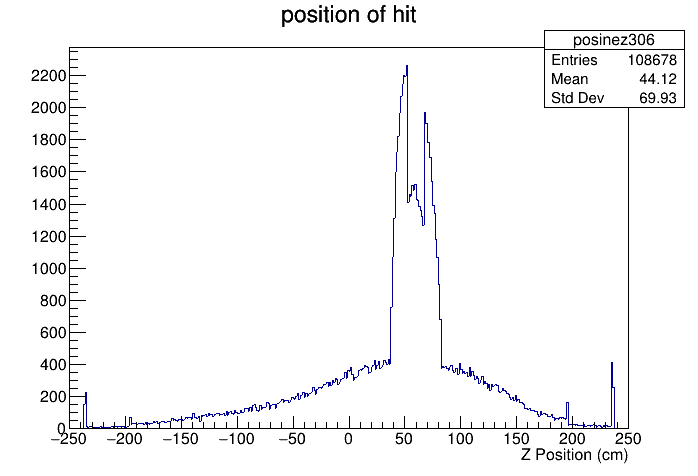 position of hit
posinez306
Entries 108678
Mean 44.12
Std Dev 69.93
2200
2000
1800
1600
1400
1200
1000
800
600
400
200
0
−250 −200 −150 −100 −50 0 50 100 150 200 250
Z Position (cm)